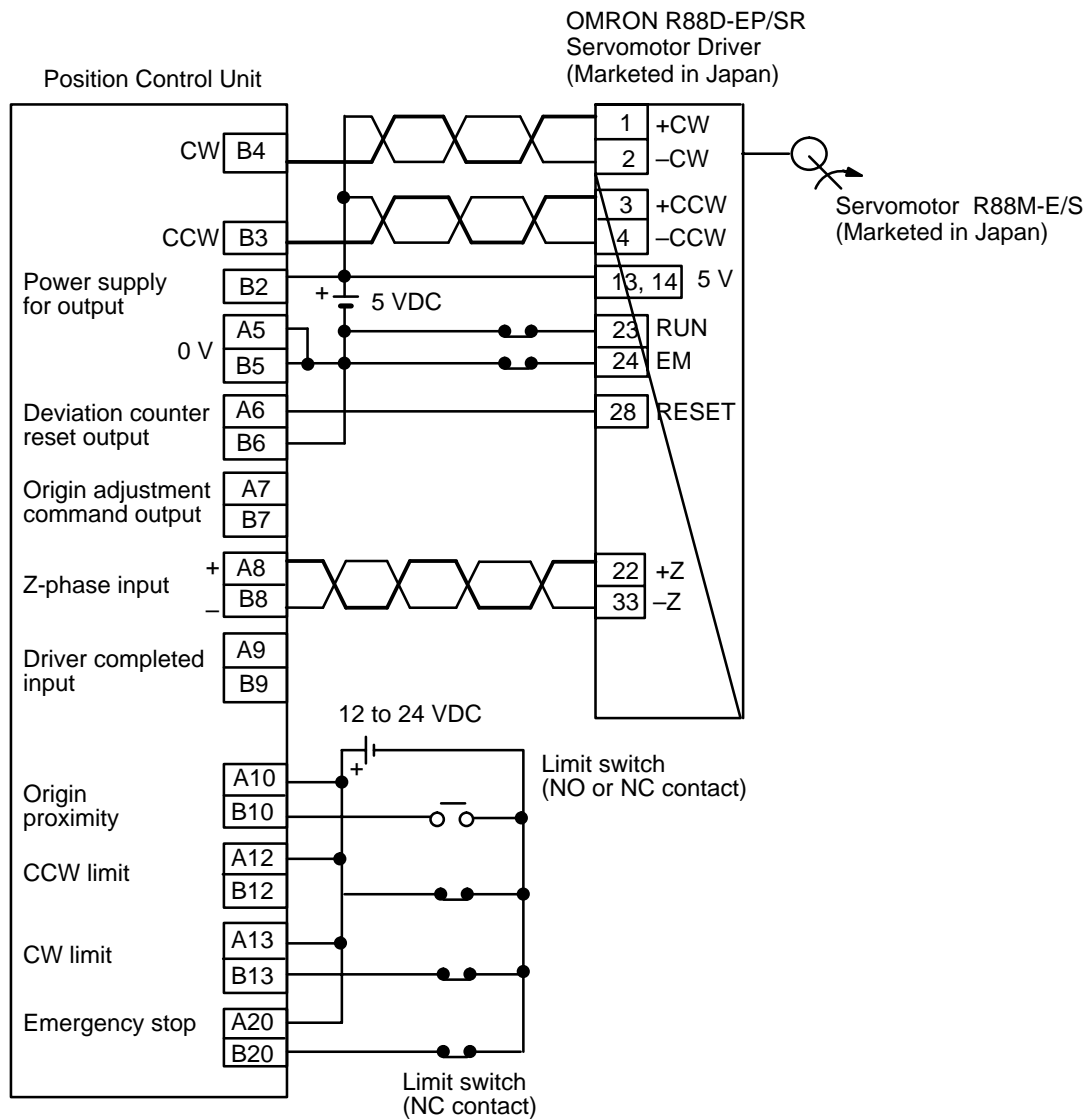 OMRON R88D-EP/SR
Servomotor Driver
(Marketed in Japan)
Position Control Unit
CW B4
1 +CW
2 –CW
3 +CCW
4 –CCW
Servomotor R88M-E/S
(Marketed in Japan)
CCW B3
Power supply
for output
B2
+ 5 VDC
13, 14 5 V
0 V
A5
B5
23 RUN
24 EM
Deviation counter
reset output
A6
B6
28 RESET
Origin adjustment
command output
A7
B7
Z-phase input
+ A8
– B8
22 +Z
33 –Z
Driver completed
input
A9
B9
12 to 24 VDC
+
Limit switch
(NO or NC contact)
Origin
proximity
A10
B10
CCW limit
A12
B12
CW limit
A13
B13
Emergency stop
A20
B20
Limit switch
(NC contact)